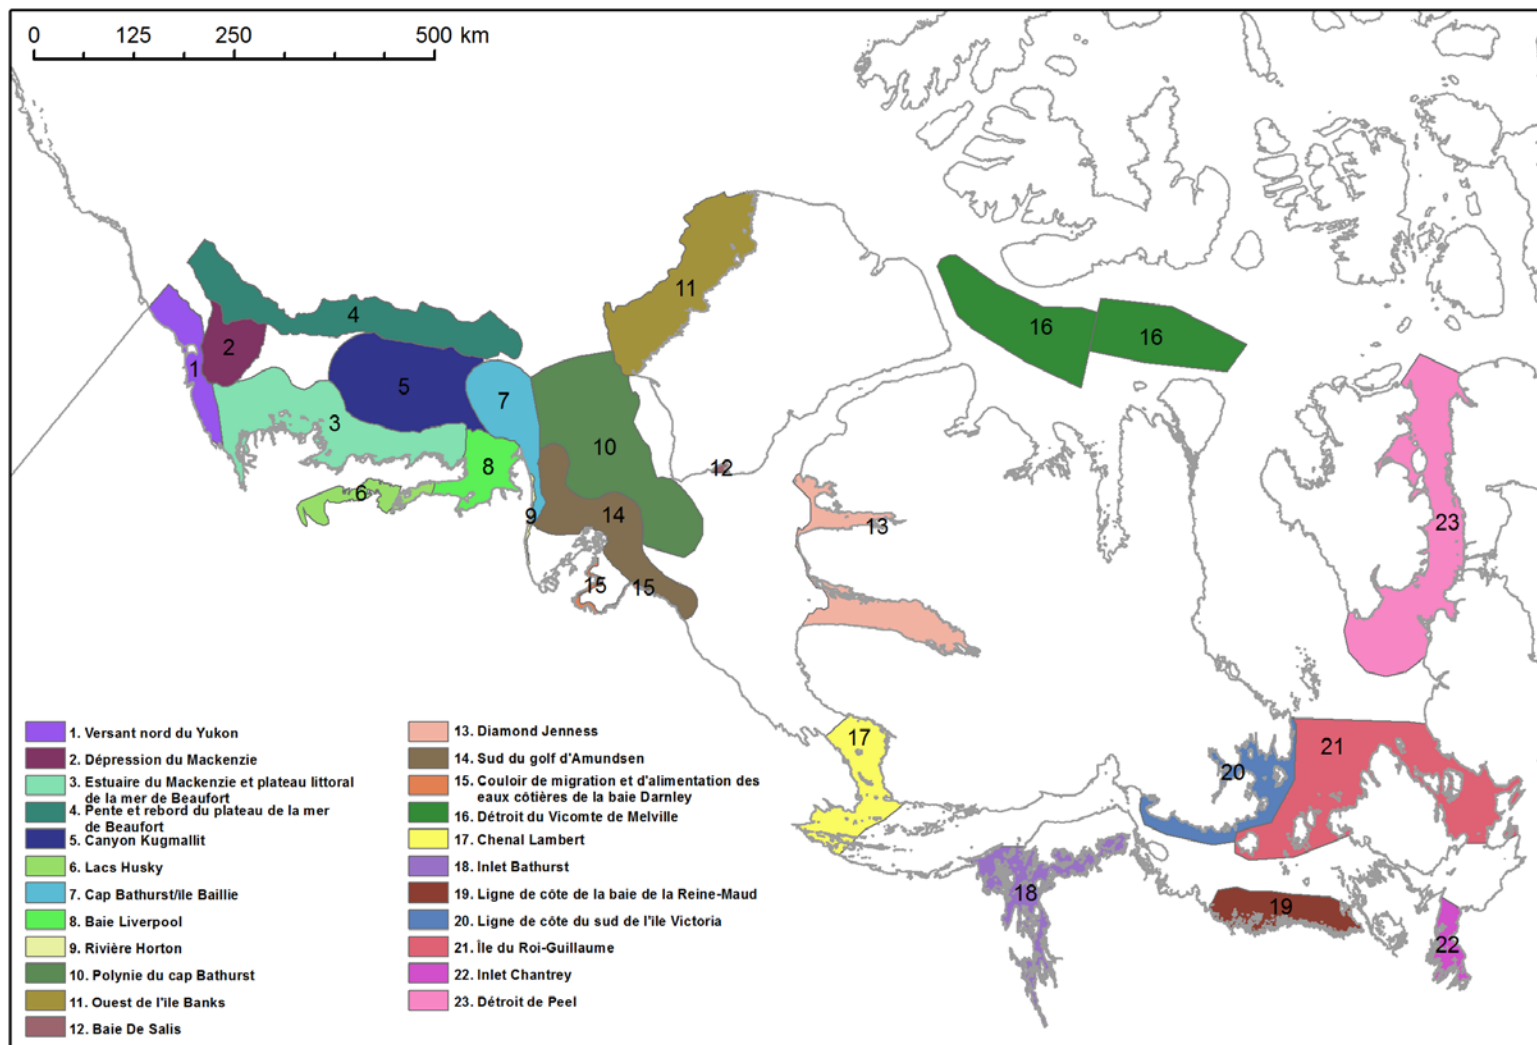 0 125 250 500 km
11
4
16
16
2
1
5
7
3
10
8
12
6
9
14
13
23
15
15
17
21
20
18
19
22
1. Versant nord du Yukon
2. Dépression du Mackenzie
3. Estuaire du Mackenzie et plateau littoral
de la mer de Beaufort
4. Pente et rebord du plateau de la mer
de Beaufort
5. Canyon Kugmallit
6. Lacs Husky
7. Cap Bathurst/île Baillie
8. Baie Liverpool
9. Rivière Horton
10. Polynie du cap Bathurst
11. Ouest de l'île Banks
12. Baie De Salis
13. Diamond Jenness
14. Sud du golf d'Amundsen
15. Couloir de migration et d'alimentation des
eaux côtières de la baie Darnley
16. Détroit du Vicomte de Melville
17. Chenal Lambert
18. Inlet Bathurst
19. Ligne de côte de la baie de la Reine-Maud
20. Ligne de côte du sud de l'île Victoria
21. Île du Roi-Guillaume
22. Inlet Chantrey
23. Détroit de Peel